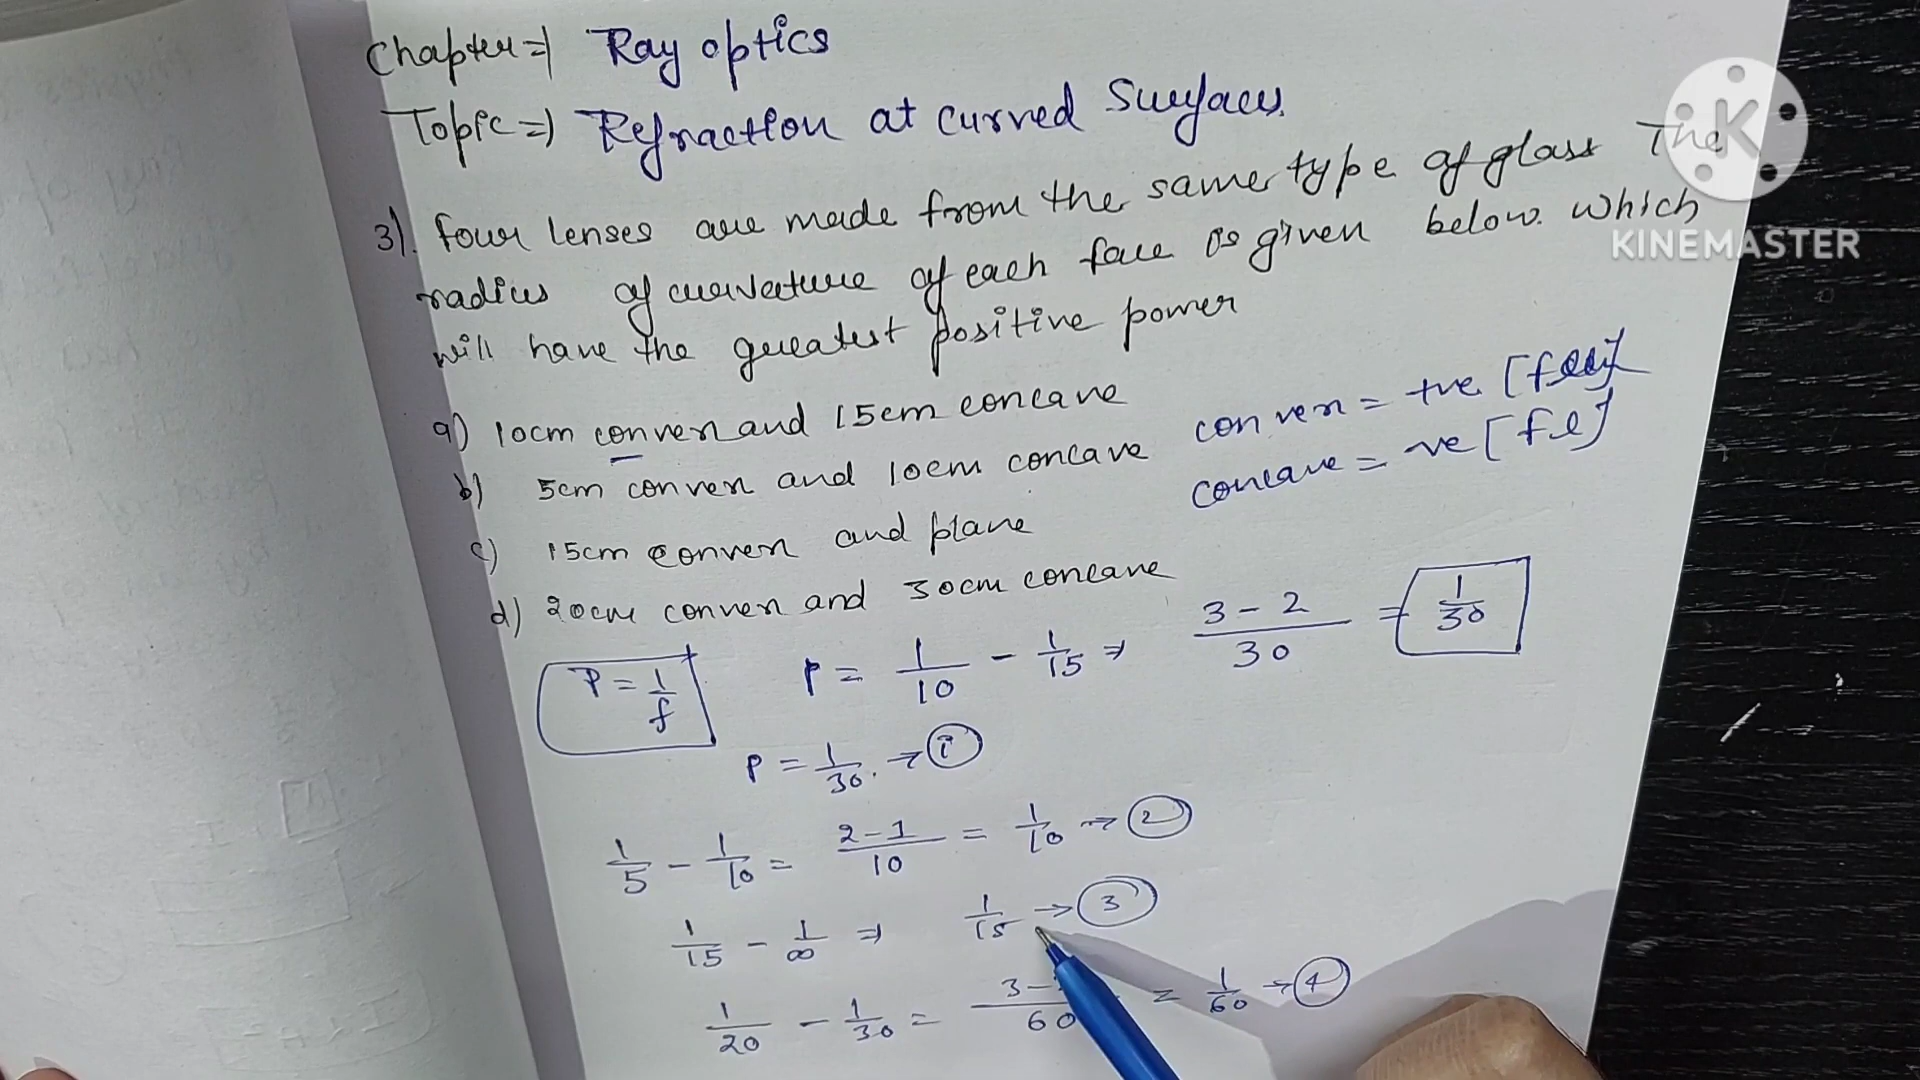 Chapter ⇒ Ray optics
Topic ⇒ Refraction at curved Surfaces.
3). four lenses are made from the same type of glass The
radius of curvature of each face is given below. which
will have the greatest positive power
a) 10cm convex and 15cm concave
b) 5cm convex and 10cm concave
c) 15cm convex and plane
d) 20cm convex and 30cm concave
convex = +ve
concave = -ve [f.l]
P = 1/f
P = 1/10 - 1/15 ⇒ 3-2/30 = 1/30
P = 1/30. → 1
1/5 - 1/10 = 2-1/10 = 1/10 → 2
1/15 - 1/∞ ⇒ 1/15 → 3
1/20 - 1/30 = 3-/60 = 1/60 → 4
K
KINEMASTER